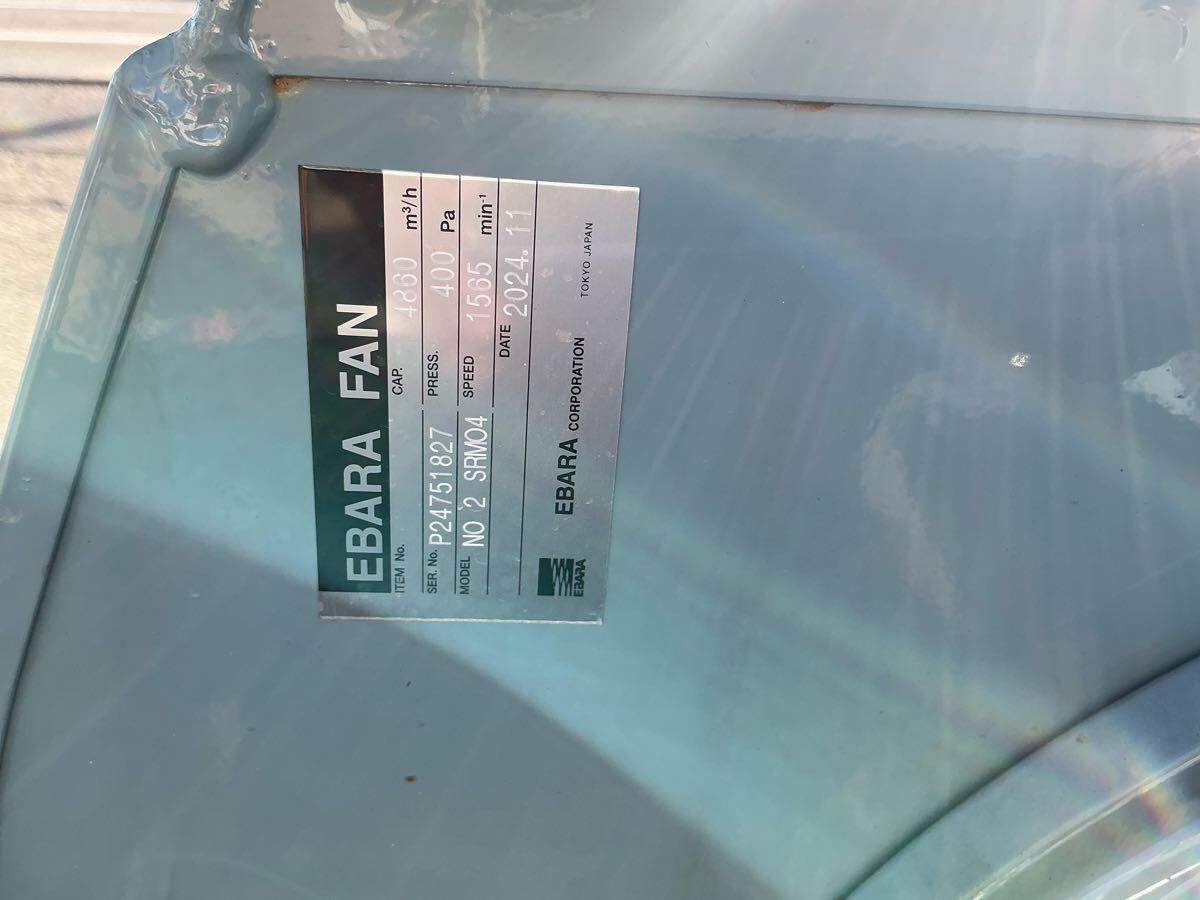 EBARA FAN
ITEM No. CAP. 4860 m³/h
SER. No. P24751827 PRESS. 400 Pa
MODEL NO 2 SRM04 SPEED 1565 min⁻¹
DATE 2024.11
EBARA EBARA CORPORATION TOKYO JAPAN